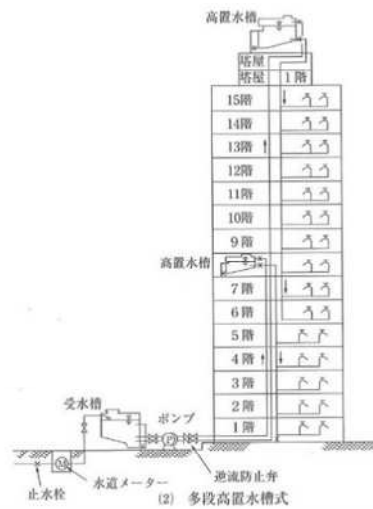 高置水槽
塔屋
塔屋 1階
15階
14階
13階
12階
11階
10階
9階
高置水槽
7階
6階
5階
4階
3階
2階
1階
受水槽
ポンプ
P
M
止水栓
水道メーター
逆流防止弁
(2) 多段高置水槽式